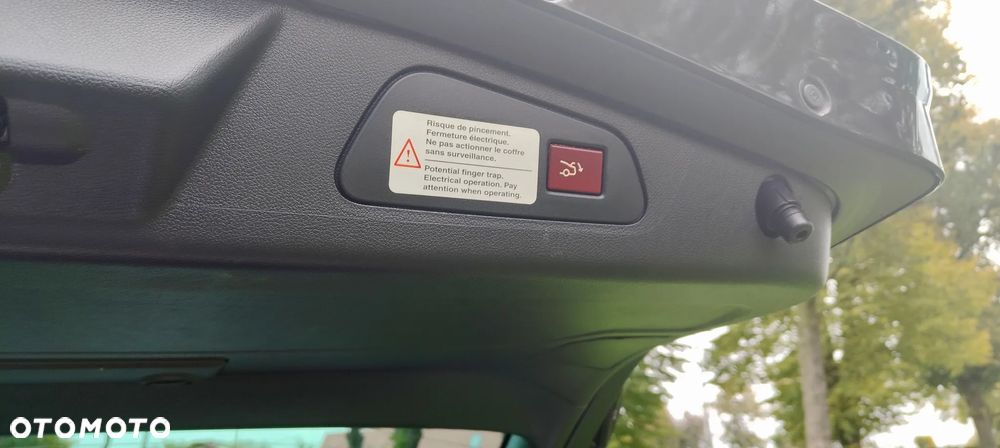 Risque de pincement.
Fermeture électrique.
Ne pas actionner le coffre
sans surveillance.
Potential finger trap.
Electrical operation. Pay
attention when operating.
OTOMOTO